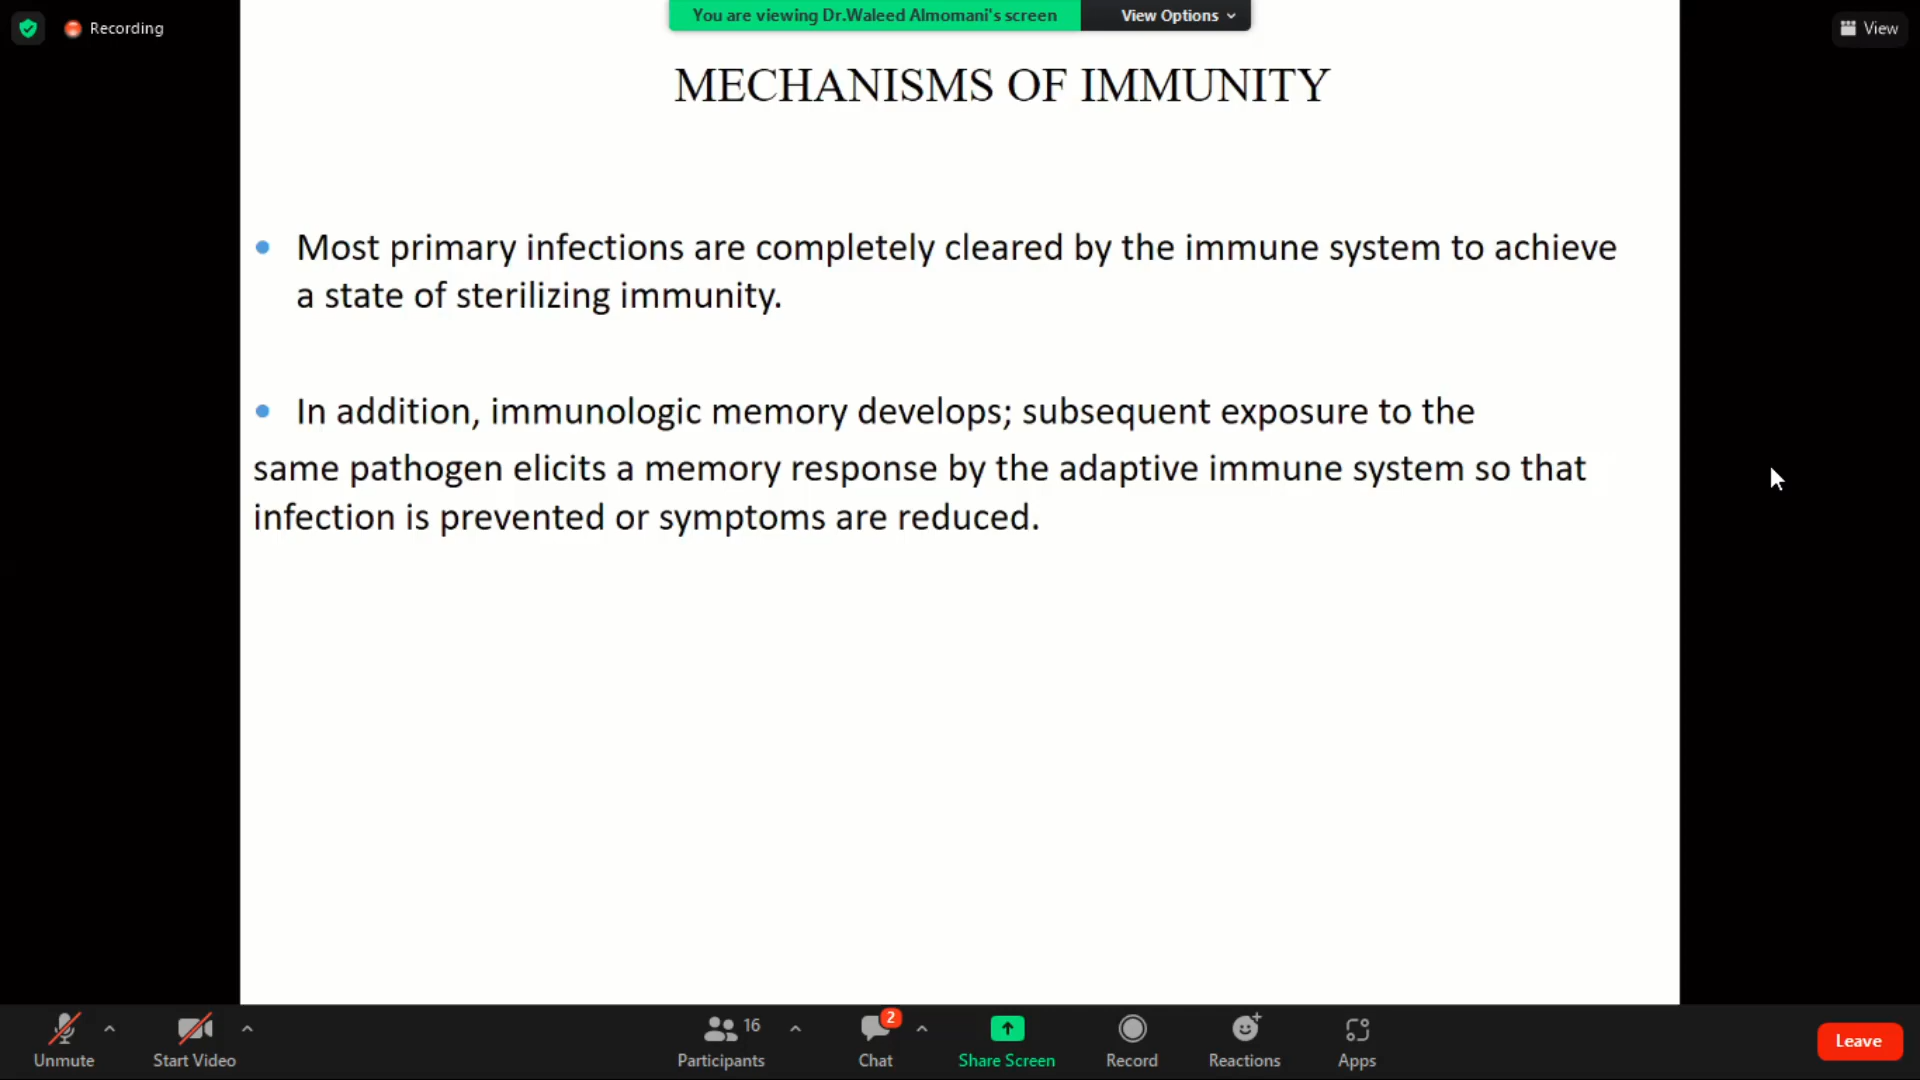 Recording
You are viewing Dr.Waleed Almomani's screen
View Options
View
MECHANISMS OF IMMUNITY
• Most primary infections are completely cleared by the immune system to achieve
a state of sterilizing immunity.
• In addition, immunologic memory develops; subsequent exposure to the
same pathogen elicits a memory response by the adaptive immune system so that
infection is prevented or symptoms are reduced.
Unmute
Start Video
16
Participants
2
Chat
Share Screen
Record
Reactions
Apps
Leave